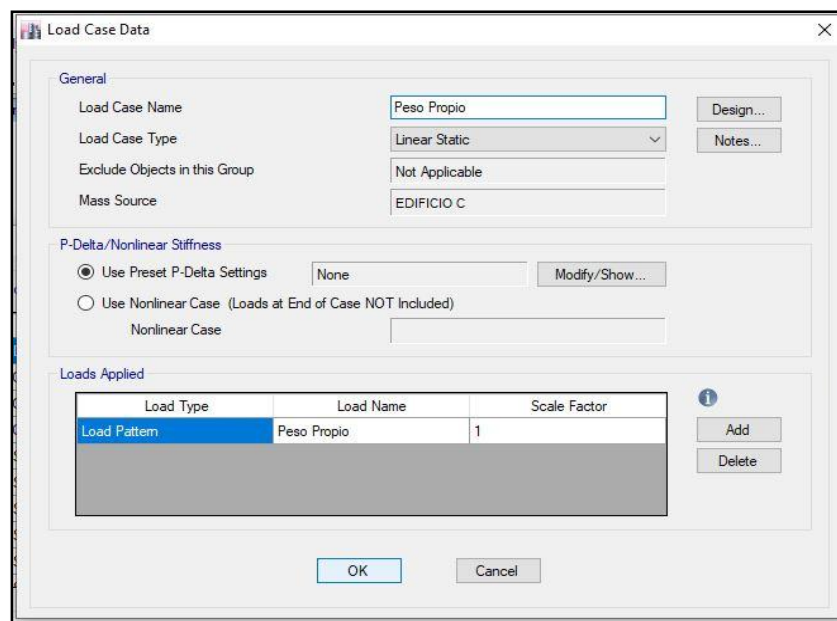 Load Case Data
General
Load Case Name Peso Propio Design...
Load Case Type Linear Static Notes...
Exclude Objects in this Group Not Applicable
Mass Source EDIFICIO C
P-Delta/Nonlinear Stiffness
Use Preset P-Delta Settings None Modify/Show...
Use Nonlinear Case (Loads at End of Case NOT Included)
Nonlinear Case
Loads Applied
Load Type Load Name Scale Factor
Load Pattern Peso Propio 1
Add
Delete
OK Cancel